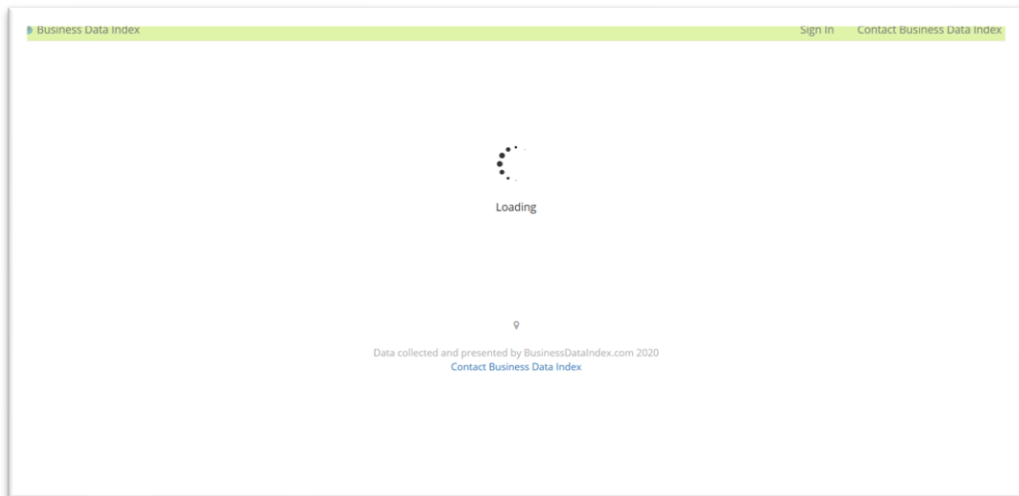 Business Data Index Sign In Contact Business Data Index
Loading
Data collected and presented by BusinessDataIndex.com 2020
Contact Business Data Index